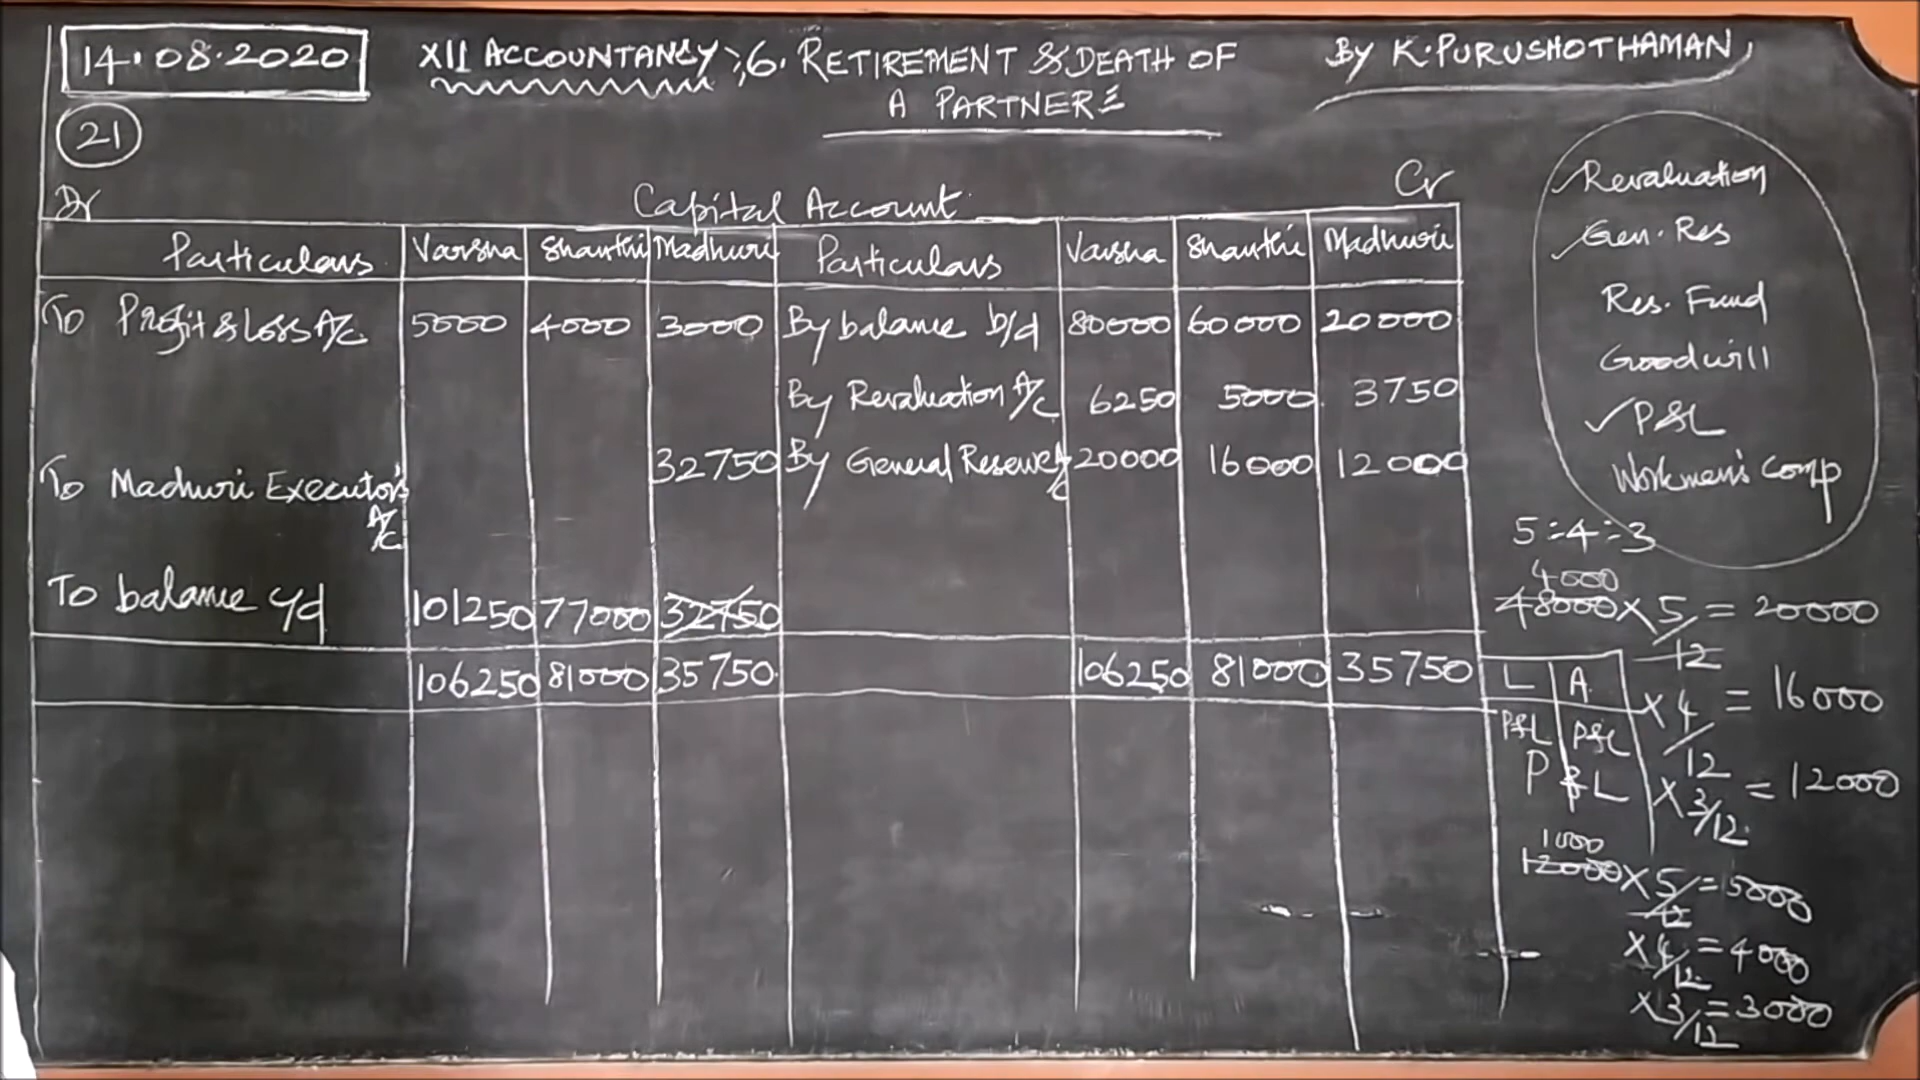 14.08.2020
XII ACCOUNTANCY 6. RETIREMENT & DEATH OF
A PARTNER
BY K.PURUSHOTHAMAN
21
Dr Capital Account Cr
Particulars Varsha Shanthi Madhuri Particulars Varsha Shanthi Madhuri
To Profit & Loss A/c 5000 4000 3000 By balance b/d 80000 60000 20000
By Revaluation A/c 6250 5000 3750
32750 By General Reserve A/c 20000 16000 12000
To Madhuri Executor's A/c
To balance c/d 101250 77000 32750
106250 81000 35750 106250 81000 35750
Revaluation
Gen. Res
Res. Fund
Goodwill
P&L
Workmen's Comp
5:4:3
4000
48000 x 5/12 = 20000
x 4/12 = 16000
x 3/12 = 12000
L A
P&L P&L
P & L
1000
12000 x 5/12 = 5000
x 4/12 = 4000
x 3/12 = 3000